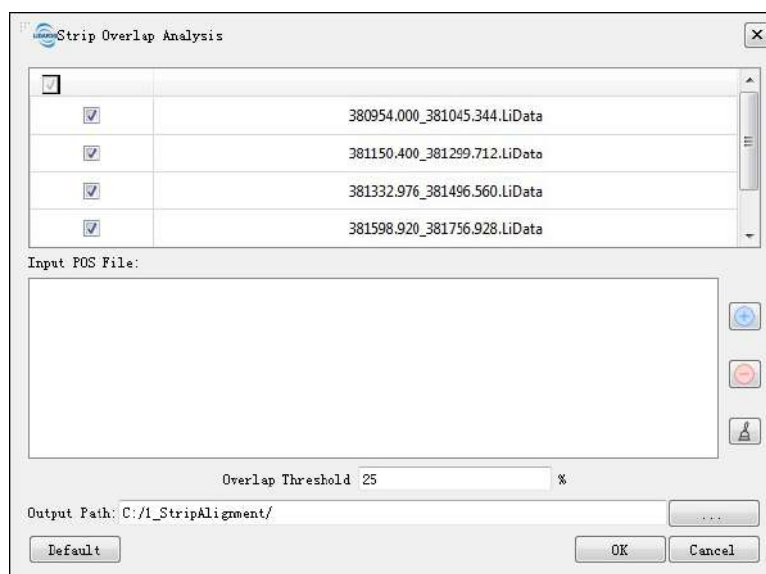 Strip Overlap Analysis
380954.000_381045.344.LiData
381150.400_381299.712.LiData
381332.976_381496.560.LiData
381598.920_381756.928.LiData
Input POS File:
Overlap Threshold 25 %
Output Path: C:/1_StripAlignment/ ...
Default OK Cancel